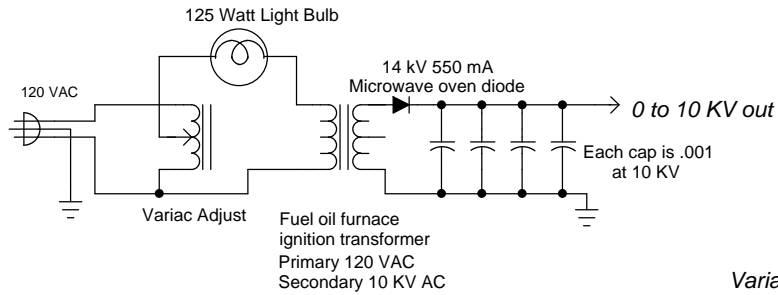 125 Watt Light Bulb
120 VAC
14 kV 550 mA
Microwave oven diode
0 to 10 KV out
Each cap is .001
at 10 KV
Variac Adjust
Fuel oil furnace
ignition transformer
Primary 120 VAC
Secondary 10 KV AC
Varia